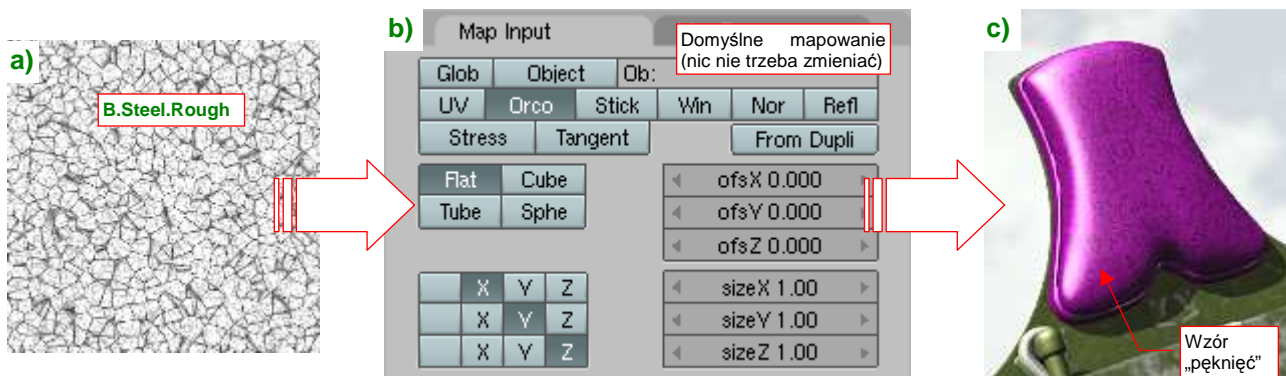 a)
B.Steel.Rough
b)
Map Input
Domyślne mapowanie
(nic nie trzeba zmieniać)
Glob Object Ob:
UV Orco Stick Win Nor Refl
Stress Tangent From Dupli
Flat Cube ofsX 0.000
Tube Sphe ofsY 0.000
ofsZ 0.000
X Y Z sizeX 1.00
X Y Z sizeY 1.00
X Y Z sizeZ 1.00
c)
Wzór
„pęknięć”